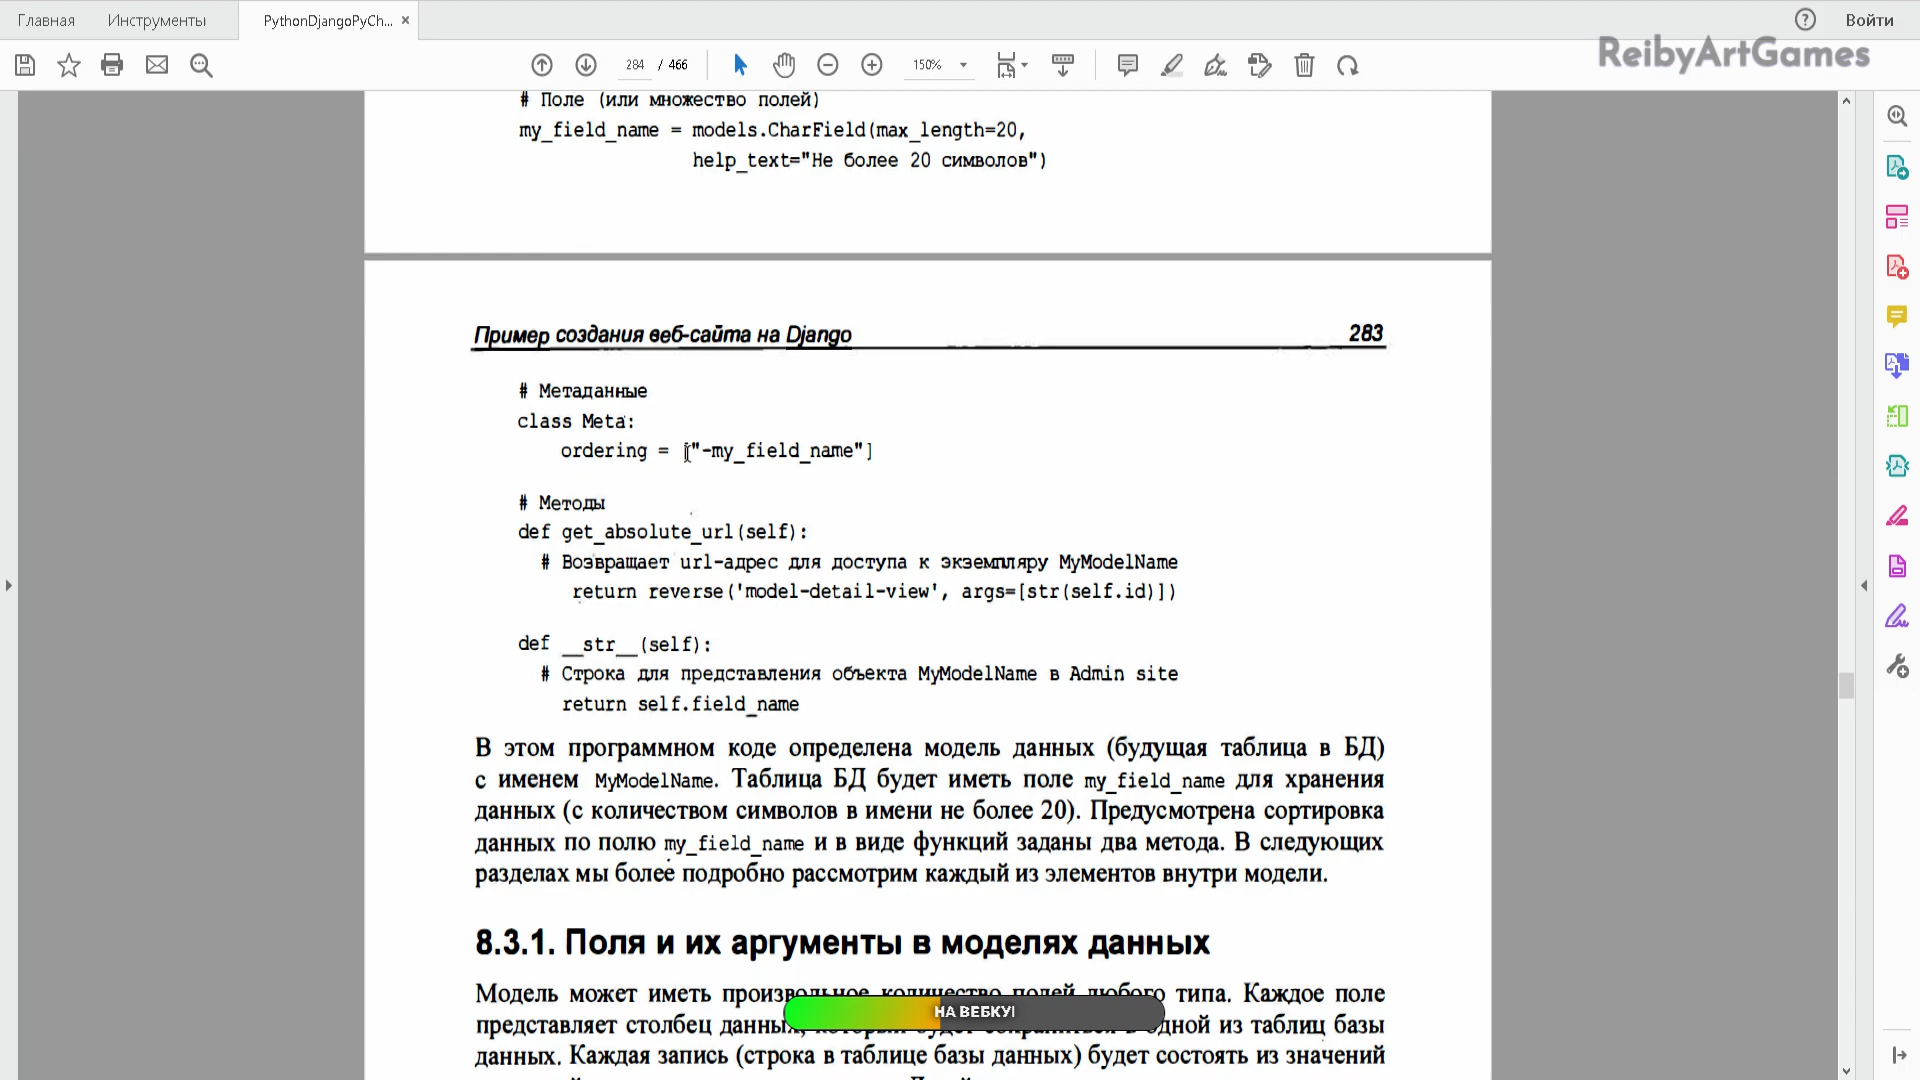 Главная Инструменты PythonDjangoPyCh... × Войти
ReibyArtGames
284 / 466 150%
# Поле (или множество полей)
my_field_name = models.CharField(max_length=20,
help_text="Не более 20 символов")
Пример создания веб-сайта на Django 283
# Метаданные
class Meta:
ordering = ["-my_field_name"]
# Методы
def get_absolute_url(self):
# Возвращает url-адрес для доступа к экземпляру MyModelName
return reverse('model-detail-view', args=[str(self.id)])
def __str__(self):
# Строка для представления объекта MyModelName в Admin site
return self.field_name
В этом программном коде определена модель данных (будущая таблица в БД)
с именем MyModelName. Таблица БД будет иметь поле my_field_name для хранения
данных (с количеством символов в имени не более 20). Предусмотрена сортировка
данных по полю my_field_name и в виде функций заданы два метода. В следующих
разделах мы более подробно рассмотрим каждый из элементов внутри модели.
8.3.1. Поля и их аргументы в моделях данных
Модель может иметь произвольное количество полей любого типа. Каждое поле
НА ВЕБКУ!
представляет столбец данных, который будет в одной из таблиц базы
данных. Каждая запись (строка в таблице базы данных) будет состоять из значений